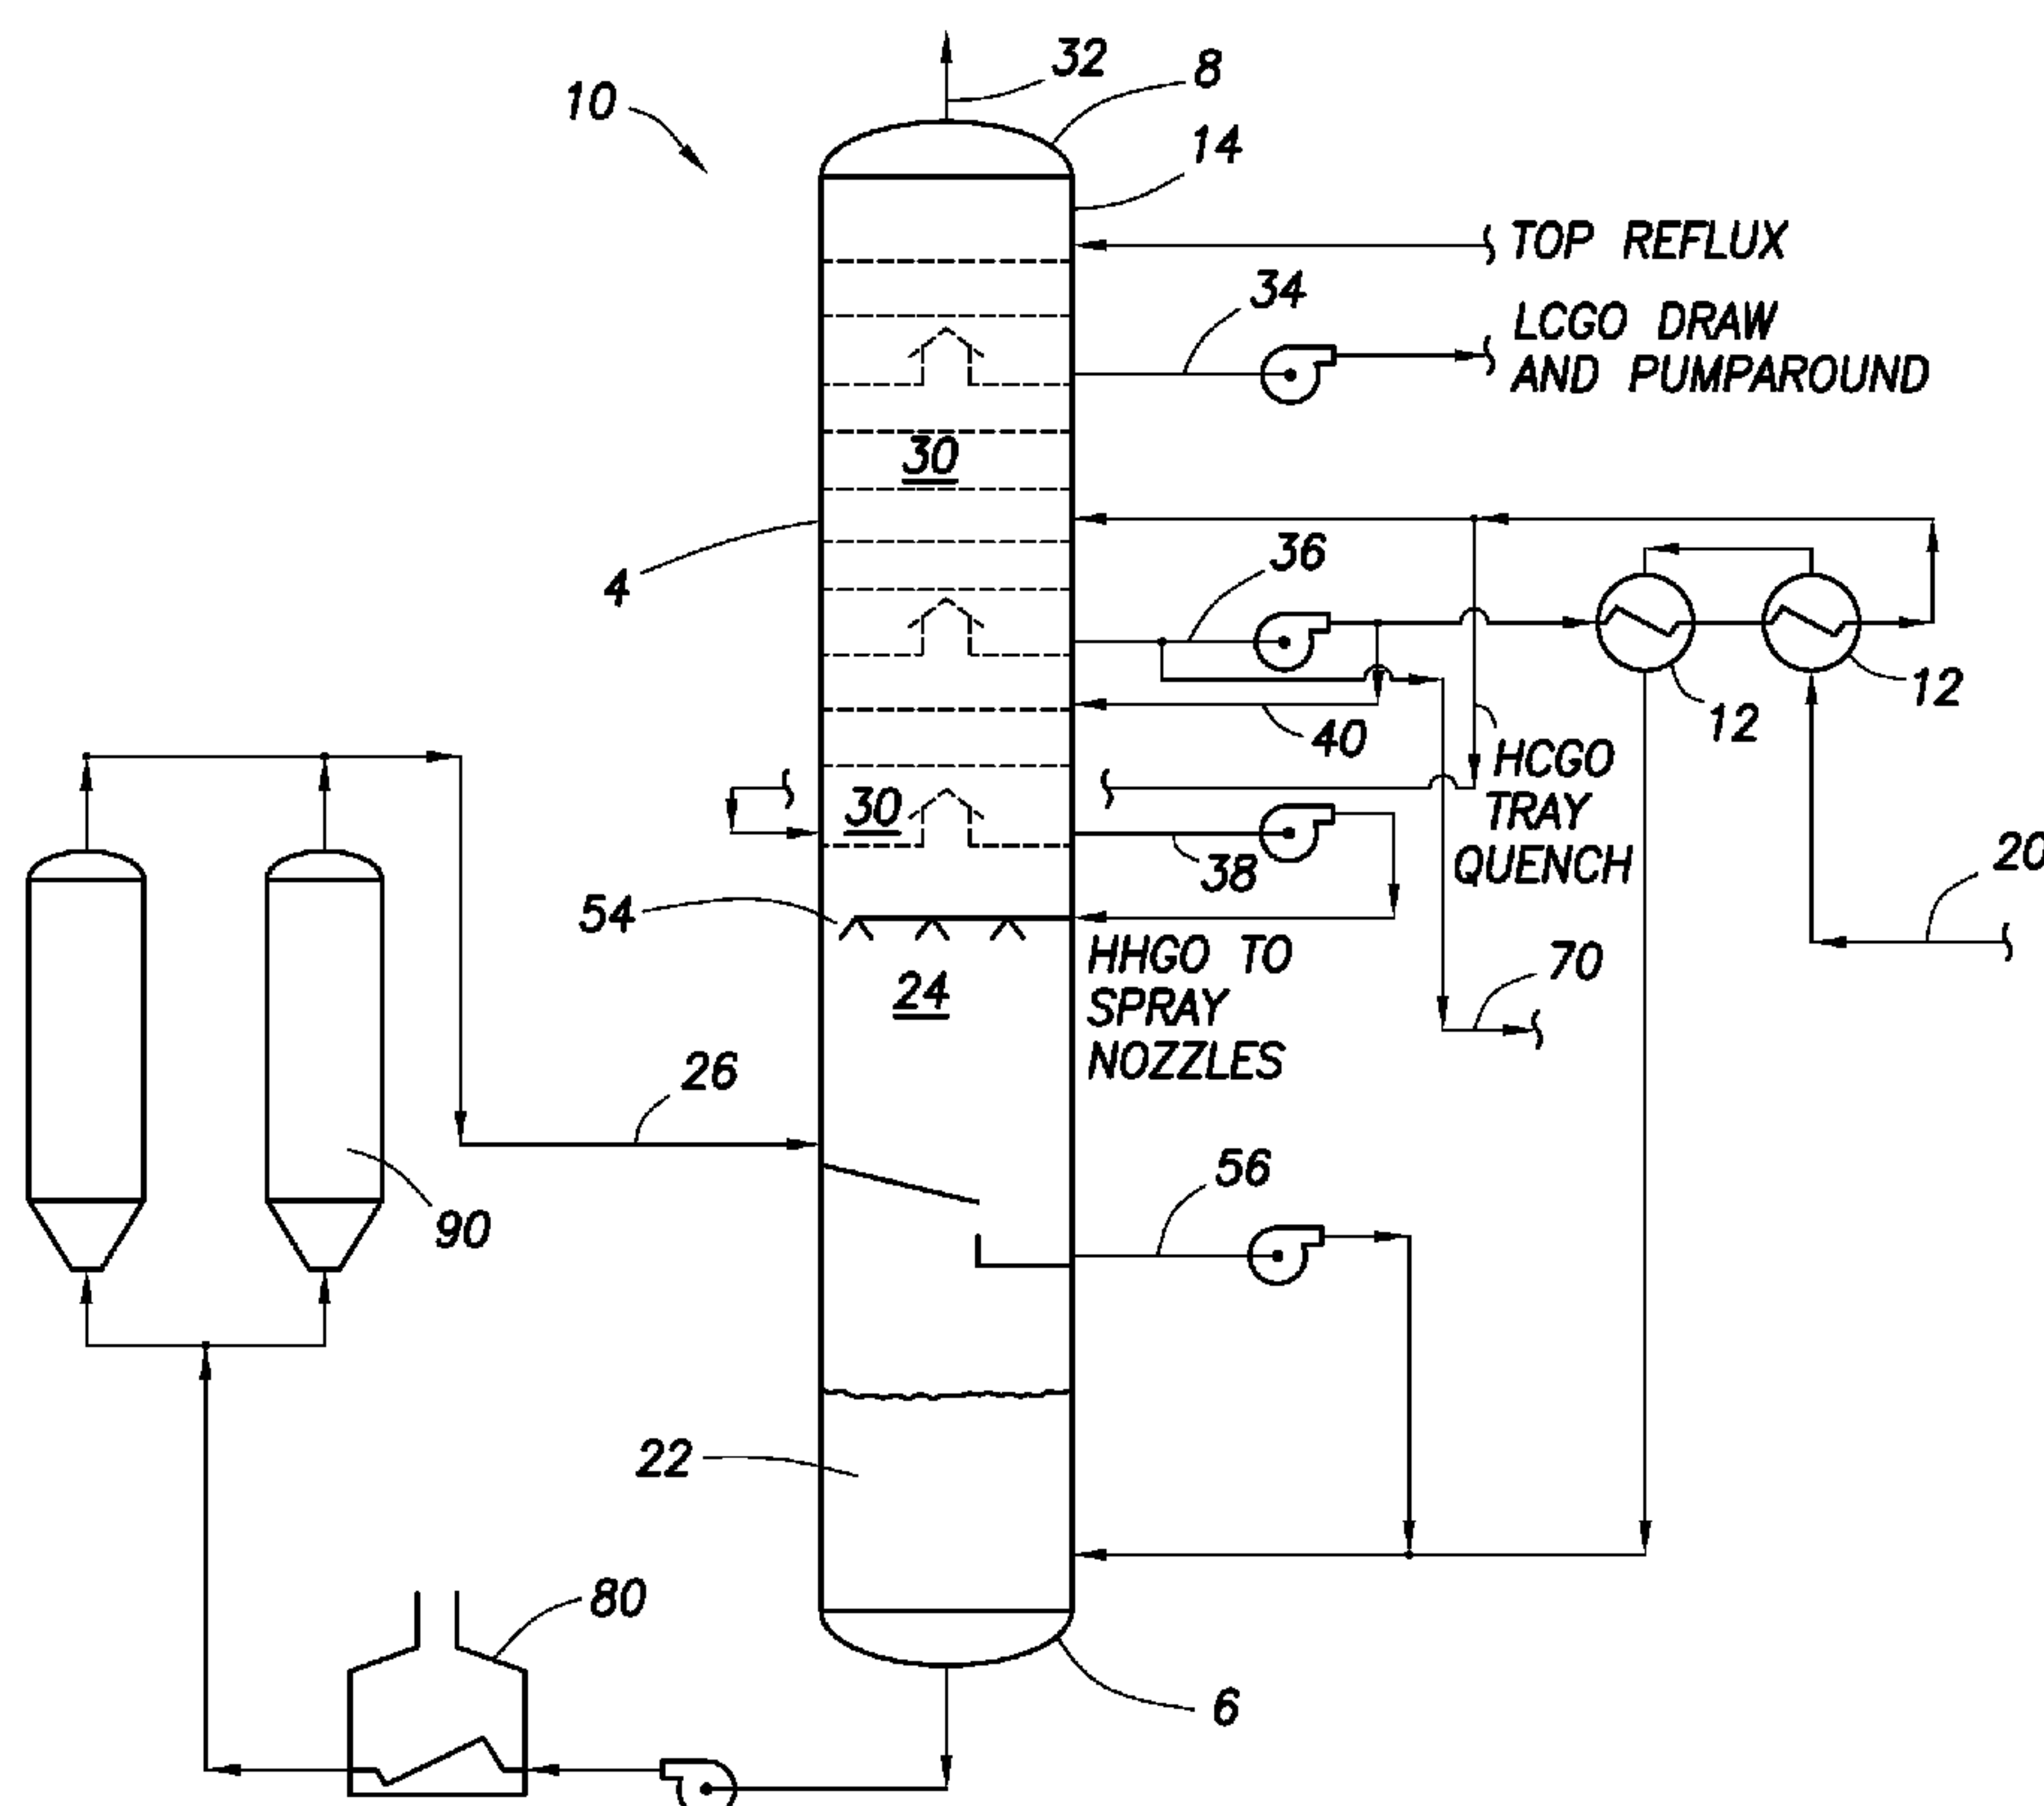 32
8
10
14
TOP REFLUX
34
LCGO DRAW
AND PUMPAROUND
30
36
4
12
12
40
HCGO
TRAY
QUENCH
30
38
20
54
HHGO TO
SPRAY
NOZZLES
24
70
26
56
90
22
80
6